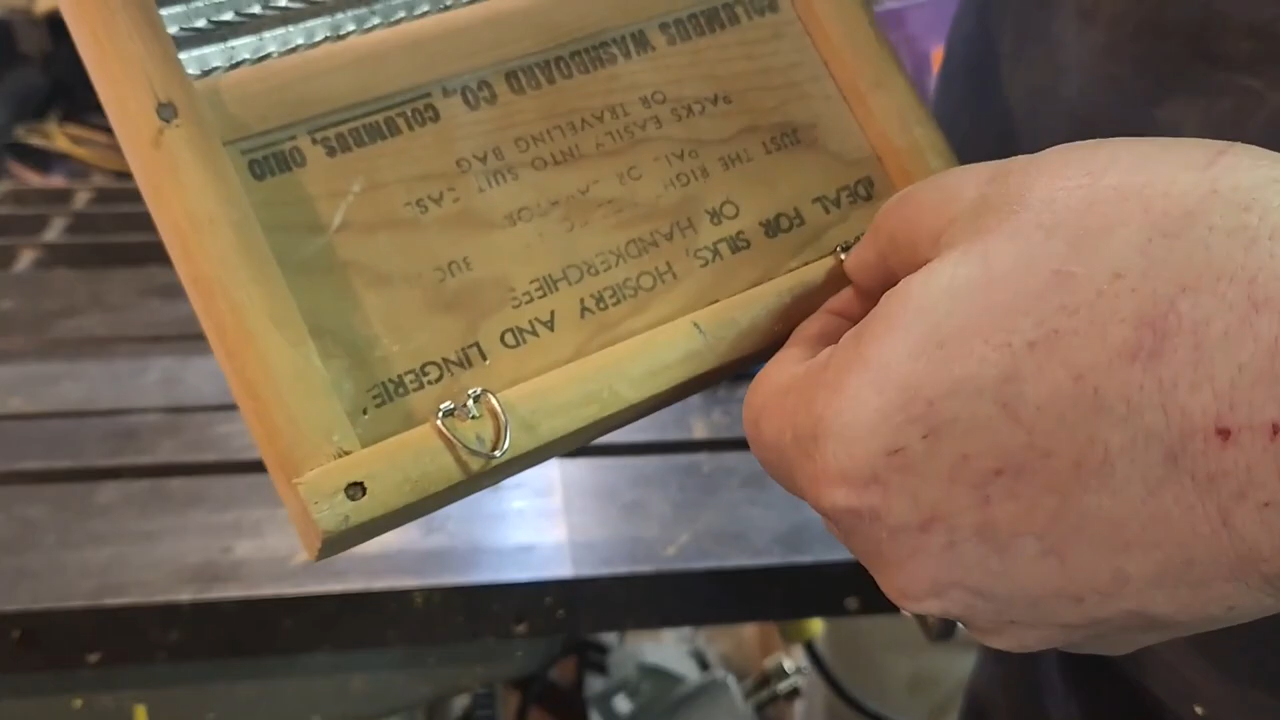 IDEAL FOR SILKS, HOSIERY AND LINGERIE
OR HANDKERCHIEFS
JUST THE RIGH
PACKS EASILY INTO SUIT CASE
OR TRAVELING BAG
COLUMBUS WASHBOARD CO., COLUMBUS, OHIO